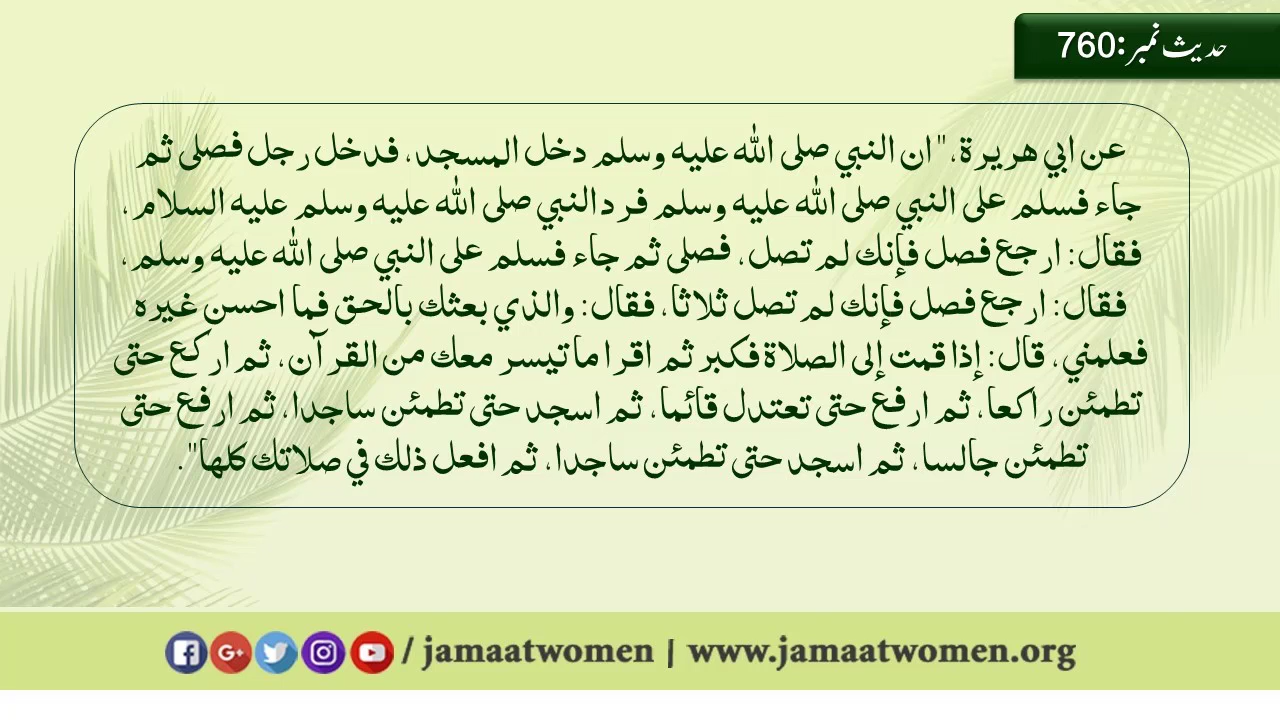 حدیث نمبر:760
عن ابي هريرة، "ان النبي صلى الله عليه وسلم دخل المسجد، فدخل رجل فصلى ثم
جاء فسلم على النبي صلى الله عليه وسلم فرد النبي صلى الله عليه وسلم عليه السلام،
فقال: ارجع فصل فإنك لم تصل، فصلى ثم جاء فسلم على النبي صلى الله عليه وسلم،
فقال: ارجع فصل فإنك لم تصل ثلاثا، فقال: والذي بعثك بالحق فما احسن غيره
فعلمني، قال: إذا قمت إلى الصلاة فكبر ثم اقرا ما تيسر معك من القرآن، ثم اركع حتى
تطمئن راكعا، ثم ارفع حتى تعتدل قائما، ثم اسجد حتى تطمئن ساجدا، ثم ارفع حتى
تطمئن جالسا، ثم اسجد حتى تطمئن ساجدا، ثم افعل ذلك في صلاتك كلها".
/ jamaatwomen | www.jamaatwomen.org